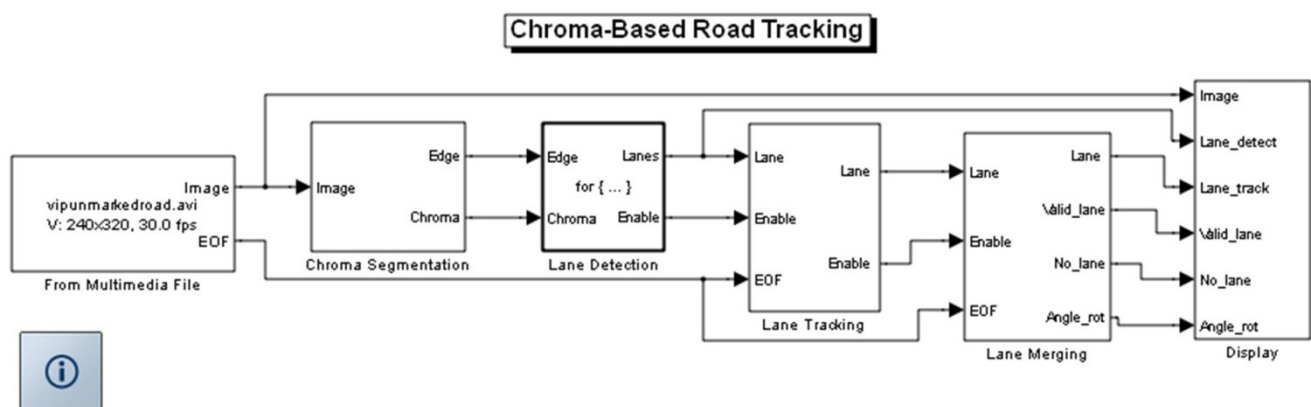 Chroma-Based Road Tracking
vipunmarkedroad.avi
V: 240x320, 30.0 fps
Image
EOF
From Multimedia File
Image
Edge
Chroma
Chroma Segmentation
Edge
Chroma
for { ... }
Lanes
Enable
Lane Detection
Lane
Enable
EOF
Lane
Enable
Lane Tracking
Lane
Enable
EOF
Lane
Valid_lane
No_lane
Angle_rot
Lane Merging
Image
Lane_detect
Lane_track
Valid_lane
No_lane
Angle_rot
Display
i